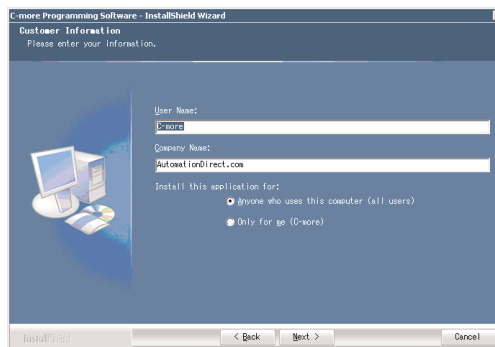 C-more Programming Software - InstallShield Wizard
Customer Information
Please enter your information.
User Name:
C-more
Company Name:
AutomationDirect.com
Install this application for:
Anyone who uses this computer (all users)
Only for me (C-more)
InstallShield
< Back Next > Cancel